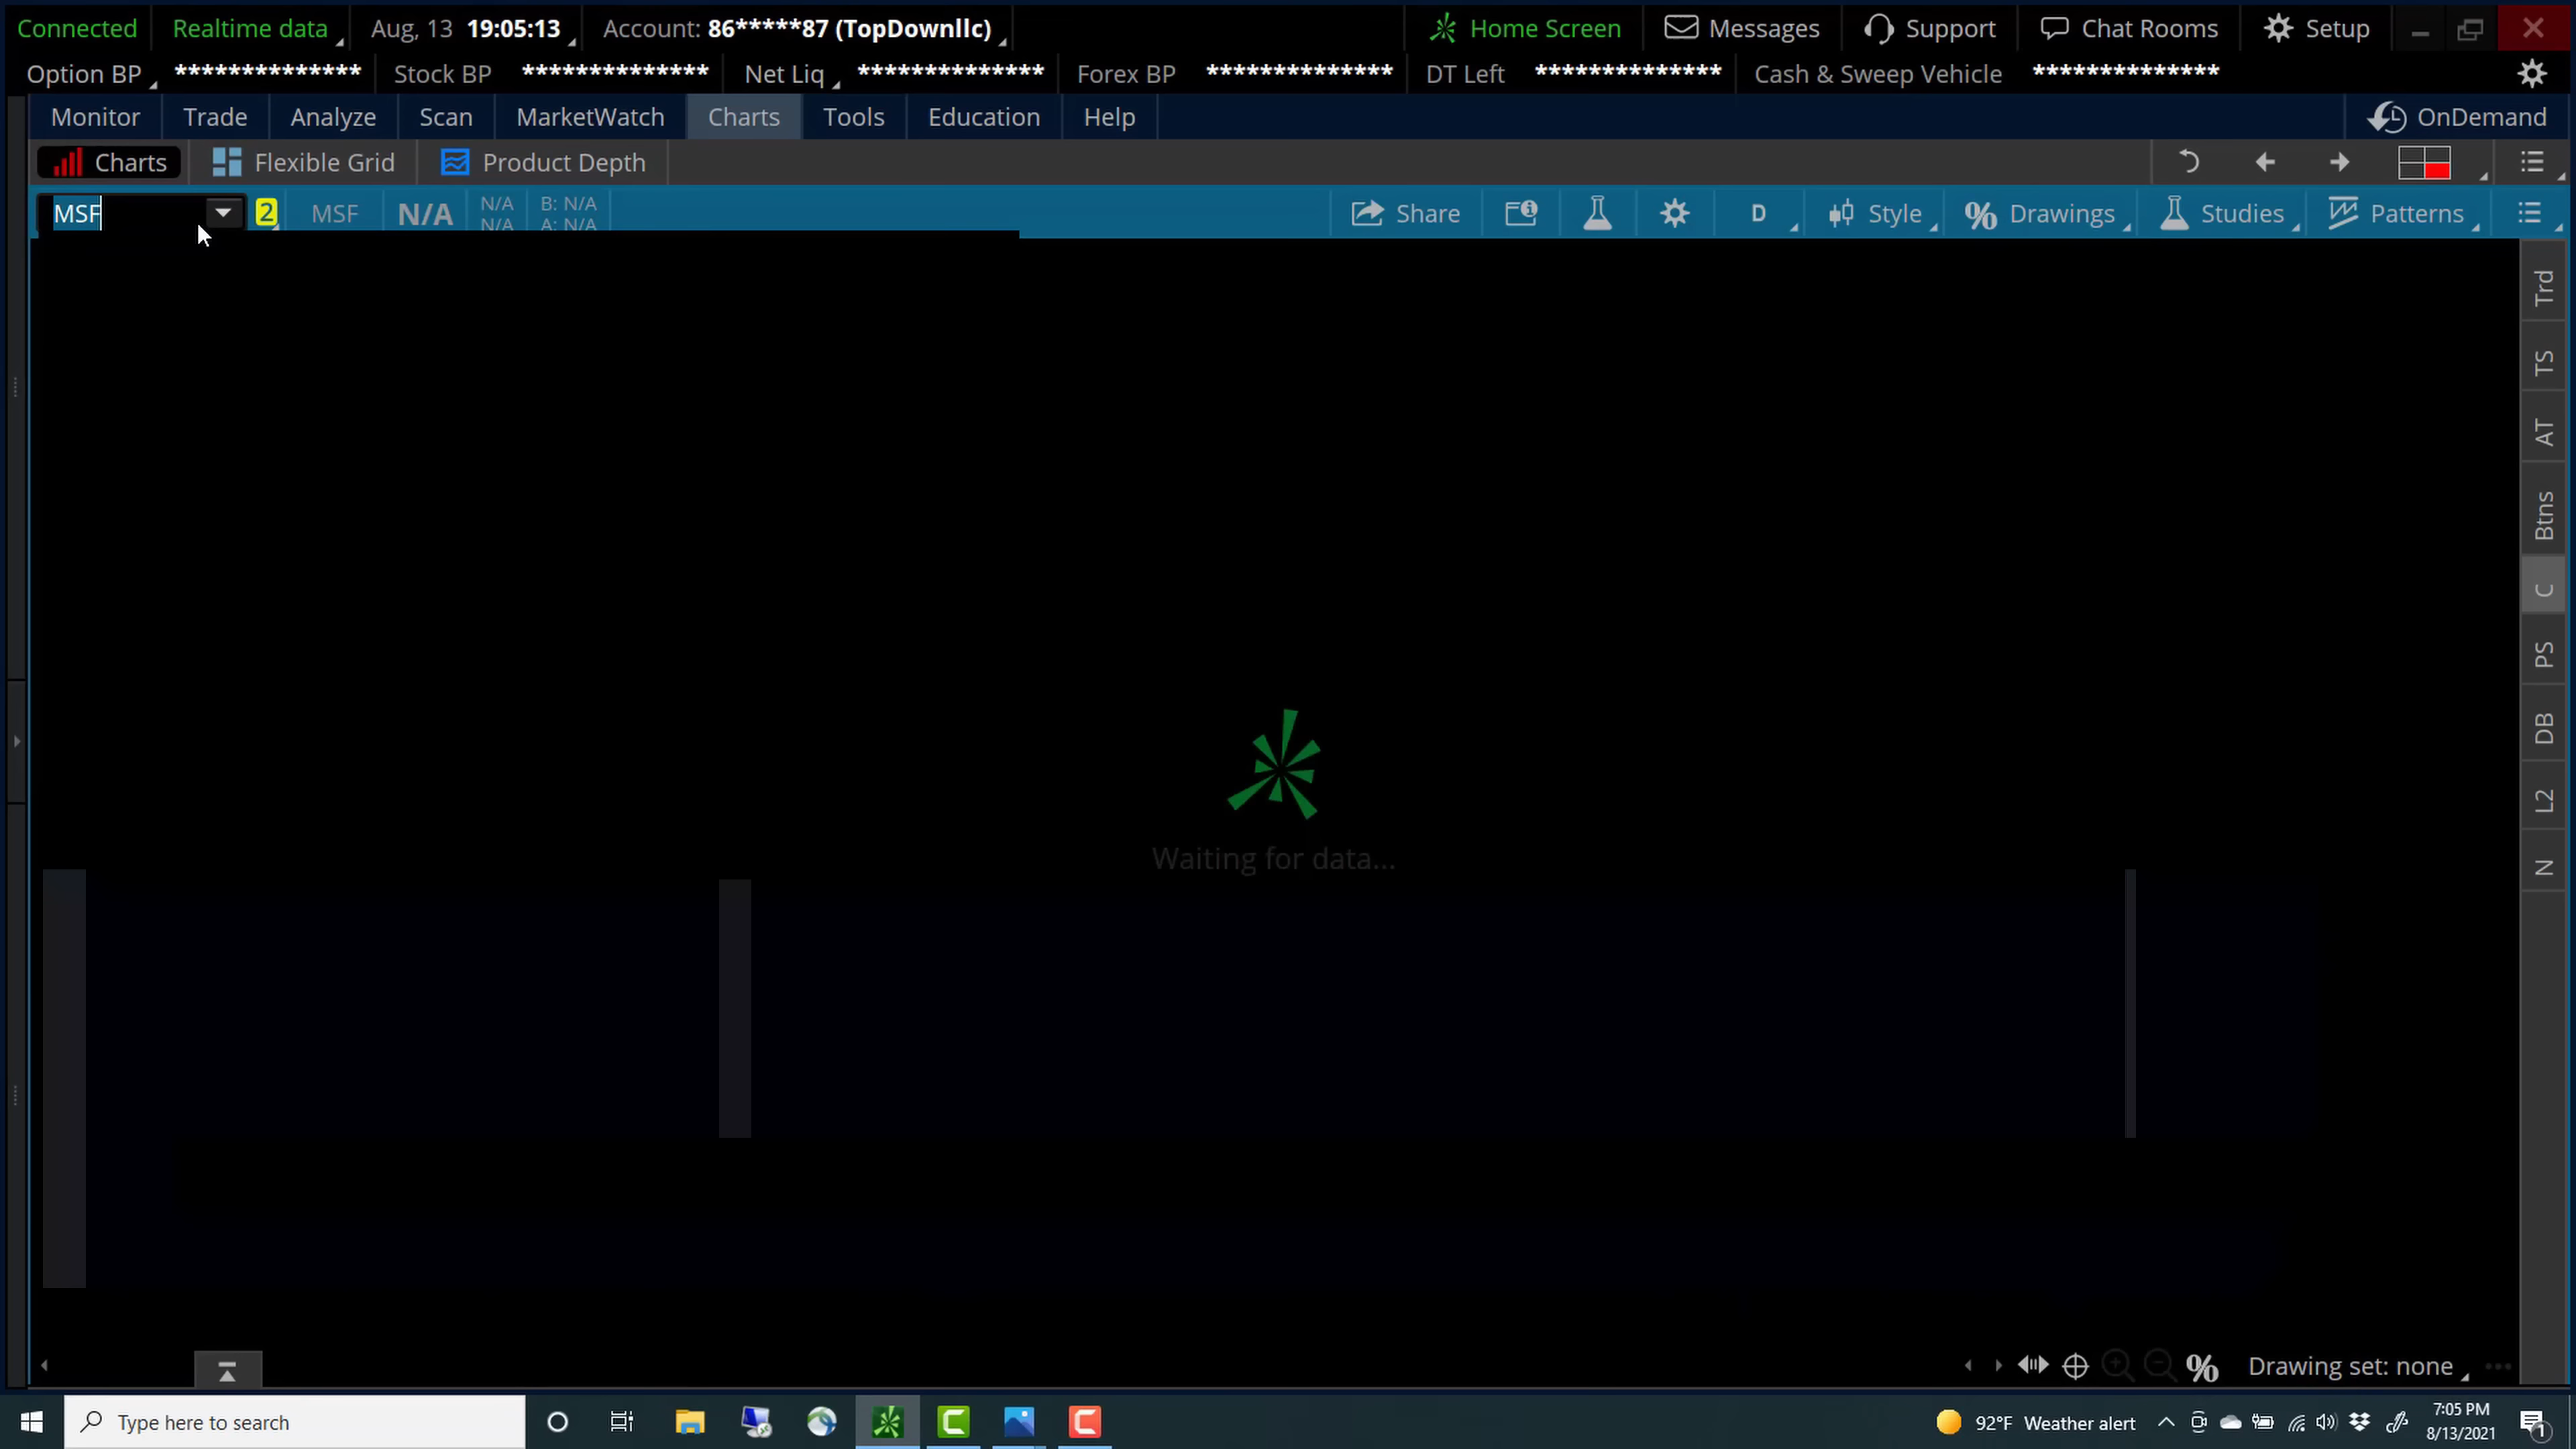 Connected Realtime data Aug, 13 19:05:13 Account: 86*****87 (TopDownllc) Home Screen Messages Support Chat Rooms Setup
Option BP ************** Stock BP ************** Net Liq ************** Forex BP ************** DT Left ************** Cash & Sweep Vehicle **************
Monitor Trade Analyze Scan MarketWatch Charts Tools Education Help OnDemand
Charts Flexible Grid Product Depth
MSF 2 MSF N/A N/A B: N/A Share D Style Drawings Studies Patterns
N/A A: N/A
Trd
TS
AT
Btns
C
PS
DB
L2
N
Waiting for data...
Drawing set: none
Type here to search 92°F Weather alert 7:05 PM
8/13/2021
1